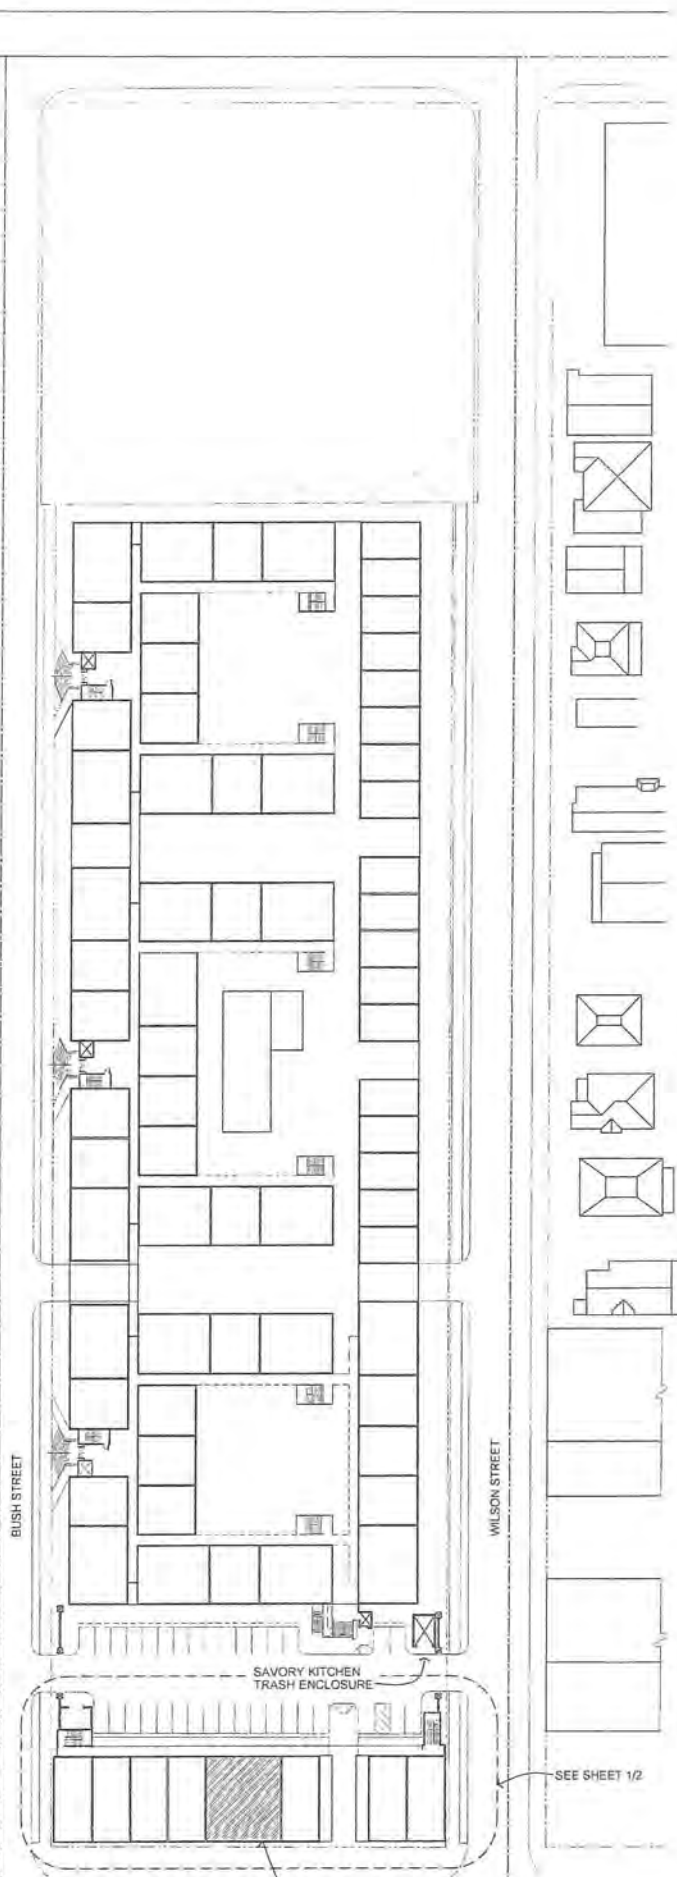 BUSH STREET
WILSON STREET
SAVORY KITCHEN
TRASH ENCLOSURE
SEE SHEET 1/2